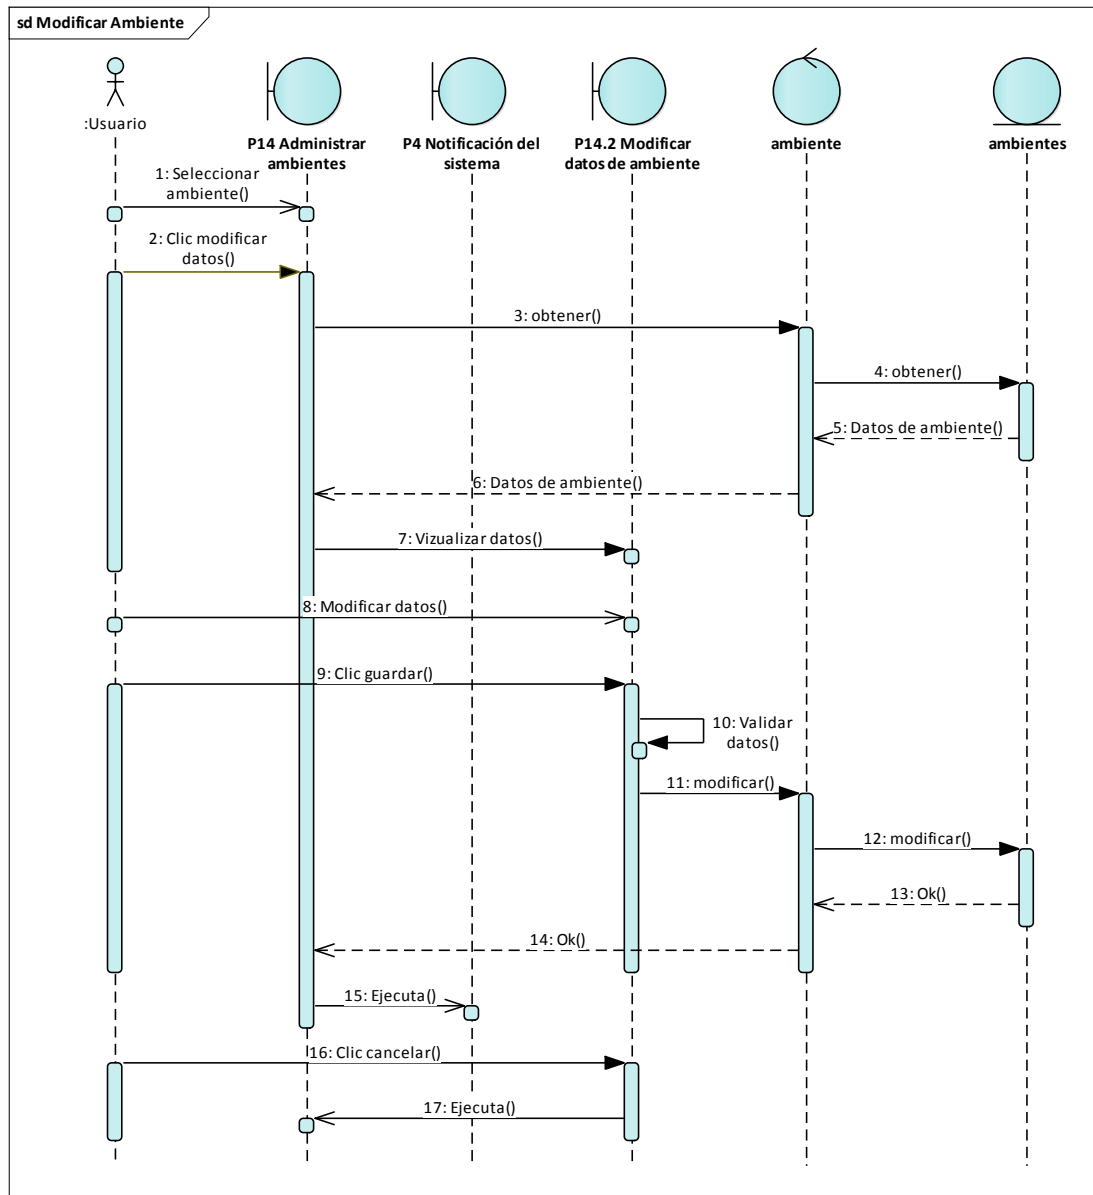 sd Modificar Ambiente
:Usuario
P14 Administrar
ambientes
P4 Notificación del
sistema
P14.2 Modificar
datos de ambiente
ambiente
ambientes
1: Seleccionar
ambiente()
2: Clic modificar
datos()
3: obtener()
4: obtener()
5: Datos de ambiente()
6: Datos de ambiente()
7: Vizualizar datos()
8: Modificar datos()
9: Clic guardar()
10: Validar
datos()
11: modificar()
12: modificar()
13: Ok()
14: Ok()
15: Ejecuta()
16: Clic cancelar()
17: Ejecuta()